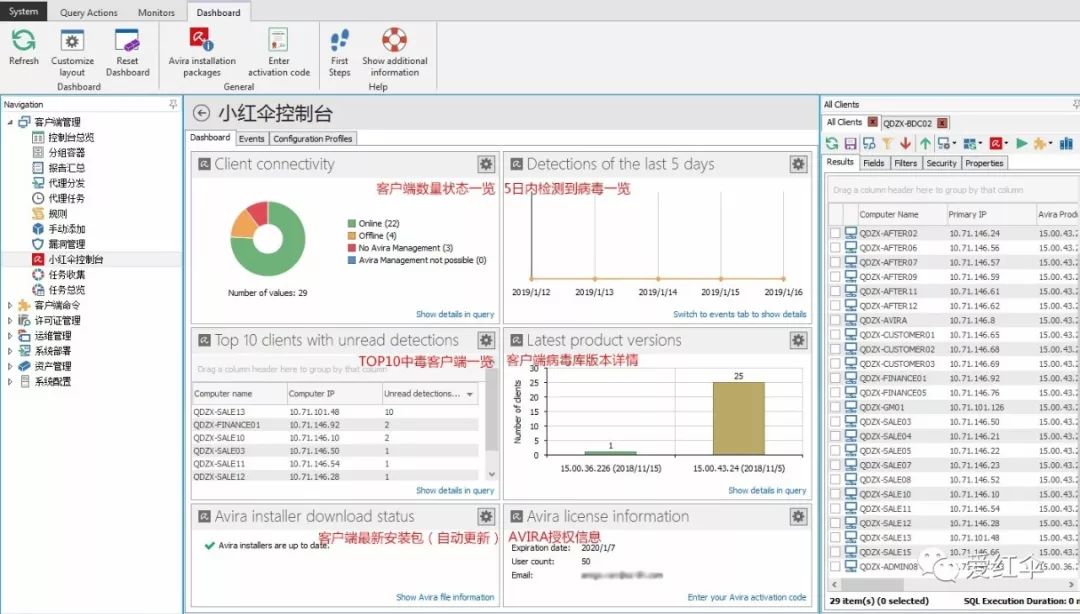 System Query Actions Monitors Dashboard
Refresh
Customize layout
Reset Dashboard
Avira installation packages
Enter activation code
First Steps
Show additional information
Dashboard General Help
Navigation
客户端管理
控制台总览
分组容器
报告汇总
代理分发
代理任务
规则
手动添加
漏洞管理
小红伞控制台
任务收集
任务总览
客户端命令
许可证管理
运维管理
系统部署
资产管理
系统配置
小红伞控制台
Dashboard Events Configuration Profiles
Client connectivity
客户端数量状态一览
Online (22)
Offline (4)
No Avira Management (3)
Avira Management not possible (0)
Number of values: 29
Show details in query
Detections of the last 5 days
5日内检测到病毒一览
2019/1/12 2019/1/13 2019/1/14 2019/1/15 2019/1/16
Switch to events tab to show details
Top 10 clients with unread detections
TOP10中毒客户端一览
Drag a column header here to group by that column
Computer name Computer IP Unread detections...
QDZX-SALE13 10.71.101.48 10
QDZX-FINANCE01 10.71.146.92 2
QDZX-SALE10 10.71.146.10 2
QDZX-SALE03 10.71.146.50 1
QDZX-SALE11 10.71.146.54 1
QDZX-SALE12 10.71.146.28 1
Show details in query
Latest product versions
客户端病毒库版本详情
Number of clients
30
25
20
15
10
5
0
1
25
15.00.36.226 (2018/11/15) 15.00.43.24 (2018/11/5)
Show details in query
Avira installer download status
客户端最新安装包（自动更新）
Avira installers are up to date.
Show Avira file information
Avira license information
AVIRA授权信息
Expiration date: 2020/1/7
User count: 50
Email:
Enter your Avira activation code
All Clients
All Clients QDZX-BDC02
Results Fields Filters Security Properties
Drag a column header here to group by that column
Computer Name Primary IP Avira Produ
QDZX-AFTER02 10.71.146.24 15.00.43.2
QDZX-AFTER06 10.71.146.56 15.00.43.2
QDZX-AFTER07 10.71.146.57 15.00.43.2
QDZX-AFTER09 10.71.146.59 15.00.43.2
QDZX-AFTER11 10.71.146.61 15.00.43.2
QDZX-AFTER12 10.71.146.62 15.00.43.2
QDZX-AVIRA 10.71.146.8 15.00.43.2
QDZX-CUSTOMER01 10.71.146.65 15.00.43.2
QDZX-CUSTOMER02 10.71.146.68 15.00.43.2
QDZX-CUSTOMER03 10.71.146.69 15.00.43.2
QDZX-FINANCE01 10.71.146.92 15.00.43.2
QDZX-FINANCE05 10.71.146.76 15.00.43.2
QDZX-GM01 10.71.101.126 15.00.43.2
QDZX-SALE03 10.71.146.50 15.00.43.2
QDZX-SALE04 10.71.146.21 15.00.43.2
QDZX-SALE05 10.71.146.22 15.00.43.2
QDZX-SALE07 10.71.146.23 15.00.43.2
QDZX-SALE08 10.71.146.52 15.00.43.2
QDZX-SALE10 10.71.146.10 15.00.43.2
QDZX-SALE11 10.71.146.54 15.00.43.2
QDZX-SALE12 10.71.146.28 15.00.43.2
QDZX-SALE13 10.71.101.48 15.00.43.2
QDZX-SALE15 10.71.146.66 15.00.43.2
QDZX-ADMIN08 15.00.36.2
爱红伞
29 item(s) (0 selected) SQL Execution Duration: 0 m